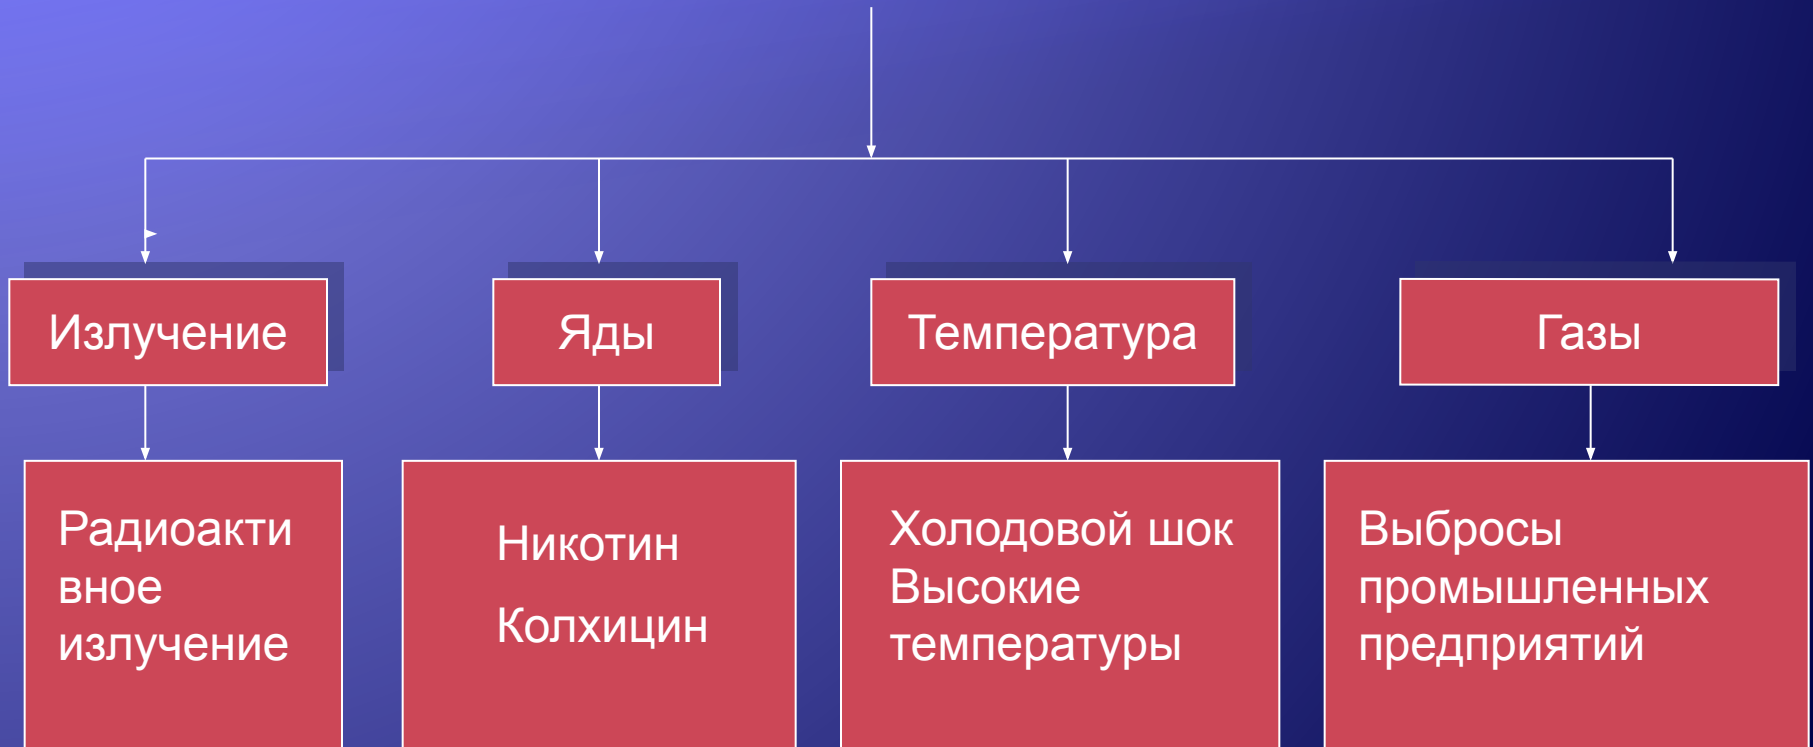 Излучение
Яды
Температура
Газы
Радиоакти
вное
излучение
Никотин
Колхицин
Холодовой шок
Высокие
температуры
Выбросы
промышленных
предприятий